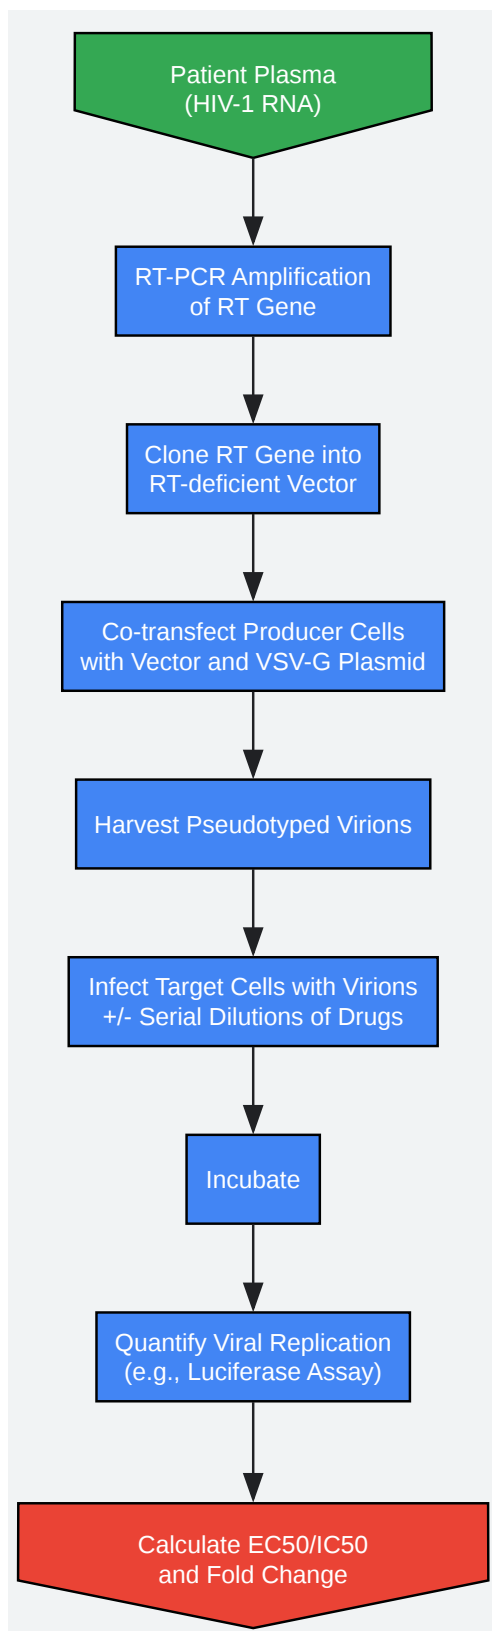 Patient Plasma
(HIV-1 RNA)
RT-PCR Amplification
of RT Gene
Clone RT Gene into
RT-deficient Vector
Co-transfect Producer Cells
with Vector and VSV-G Plasmid
Harvest Pseudotyped Virions
Infect Target Cells with Virions
+/- Serial Dilutions of Drugs
Incubate
Quantify Viral Replication
(e.g., Luciferase Assay)
Calculate EC50/IC50
and Fold Change